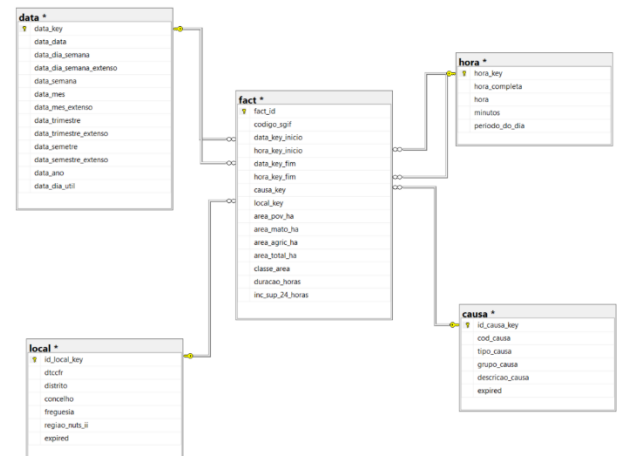 data *
data_key
data_data
data_dia_semana
data_dia_semana_extenso
data_semana
data_mes
data_mes_extenso
data_trimestre
data_trimestre_extenso
data_semetre
data_semestre_extenso
data_ano
data_dia_util
hora *
hora_key
hora_completa
hora
minutos
periodo_do_dia
fact *
fact_id
codigo_sgif
data_key_inicio
hora_key_inicio
data_key_fim
hora_key_fim
causa_key
local_key
area_pov_ha
area_mato_ha
area_agric_ha
area_total_ha
classe_area
duracao_horas
inc_sup_24_horas
local *
id_local_key
dtccfr
distrito
concelho
freguesia
regiao_nuts_ii
expired
causa *
id_causa_key
cod_causa
tipo_causa
grupo_causa
descricao_causa
expired